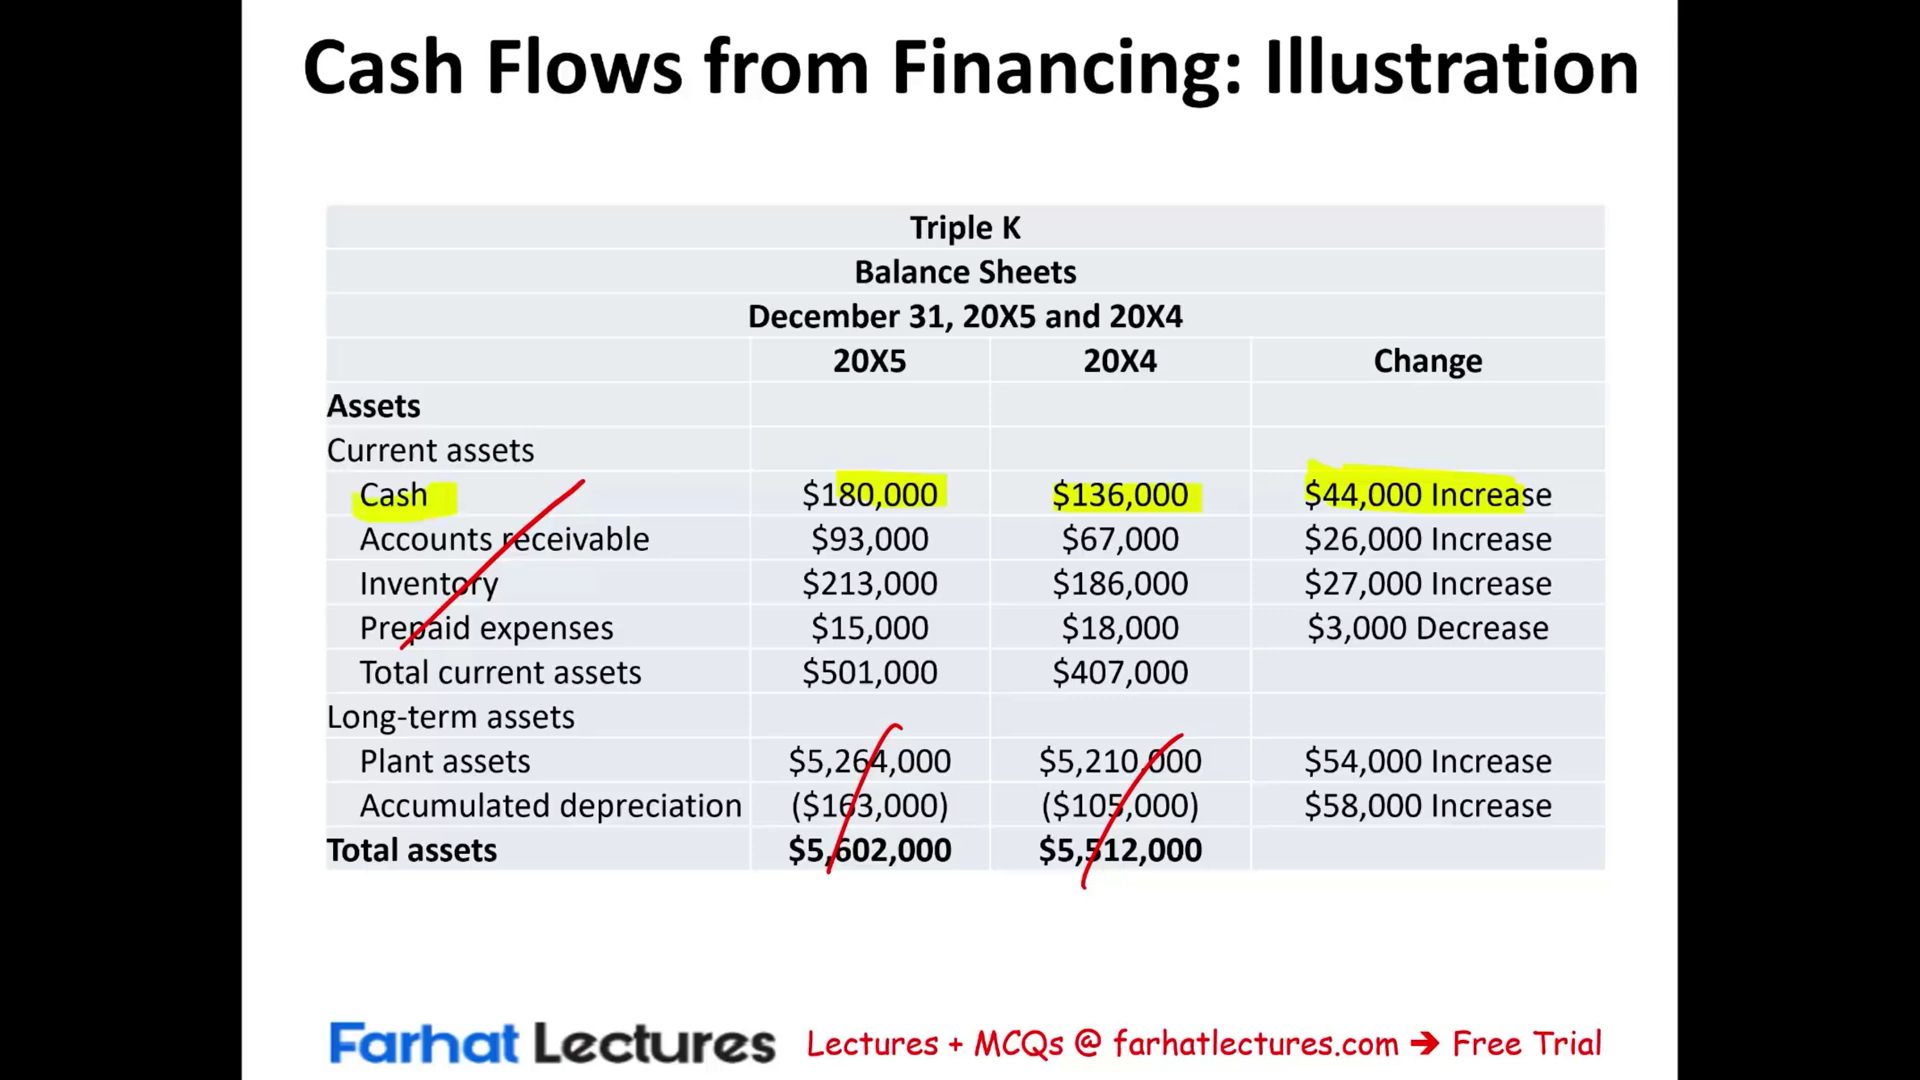 Cash Flows from Financing: Illustration
Triple K
Balance Sheets
December 31, 20X5 and 20X4
20X5 20X4 Change
Assets
Current assets
Cash $180,000 $136,000 $44,000 Increase
Accounts receivable $93,000 $67,000 $26,000 Increase
Inventory $213,000 $186,000 $27,000 Increase
Prepaid expenses $15,000 $18,000 $3,000 Decrease
Total current assets $501,000 $407,000
Long-term assets
Plant assets $5,264,000 $5,210,000 $54,000 Increase
Accumulated depreciation ($163,000) ($105,000) $58,000 Increase
Total assets $5,602,000 $5,512,000
Farhat Lectures Lectures + MCQs @ farhatlectures.com ➔ Free Trial